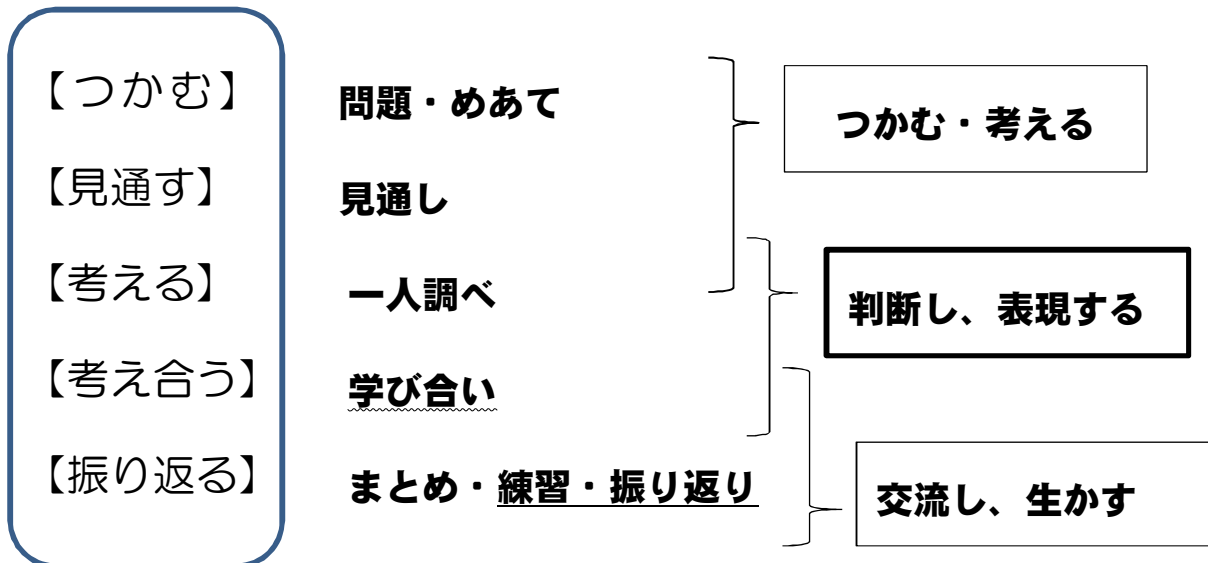 【つかむ】 問題・めあて つかむ・考える
【見通す】 見通し
【考える】 一人調べ 判断し、表現する
【考え合う】 学び合い
【振り返る】 まとめ・練習・振り返り 交流し、生かす